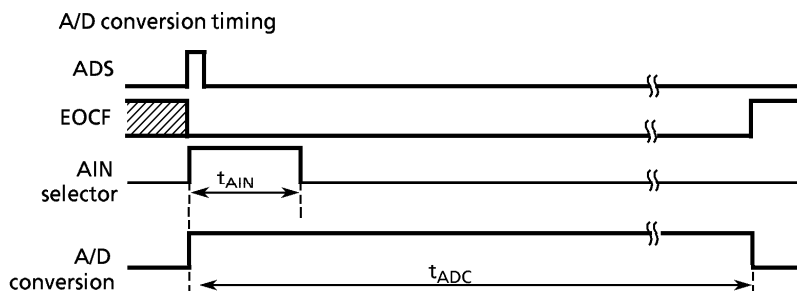 A/D conversion timing
ADS
EOCF
AIN
selector
tAIN
A/D
conversion
tADC